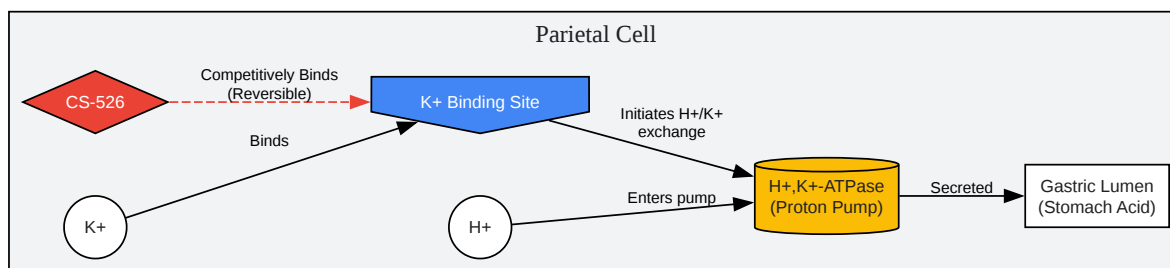 Parietal Cell
CS-526
Competitively Binds
(Reversible)
K+ Binding Site
Binds
Initiates H+/K+
exchange
K+
H+
Enters pump
H+,K+-ATPase
(Proton Pump)
Secreted
Gastric Lumen
(Stomach Acid)